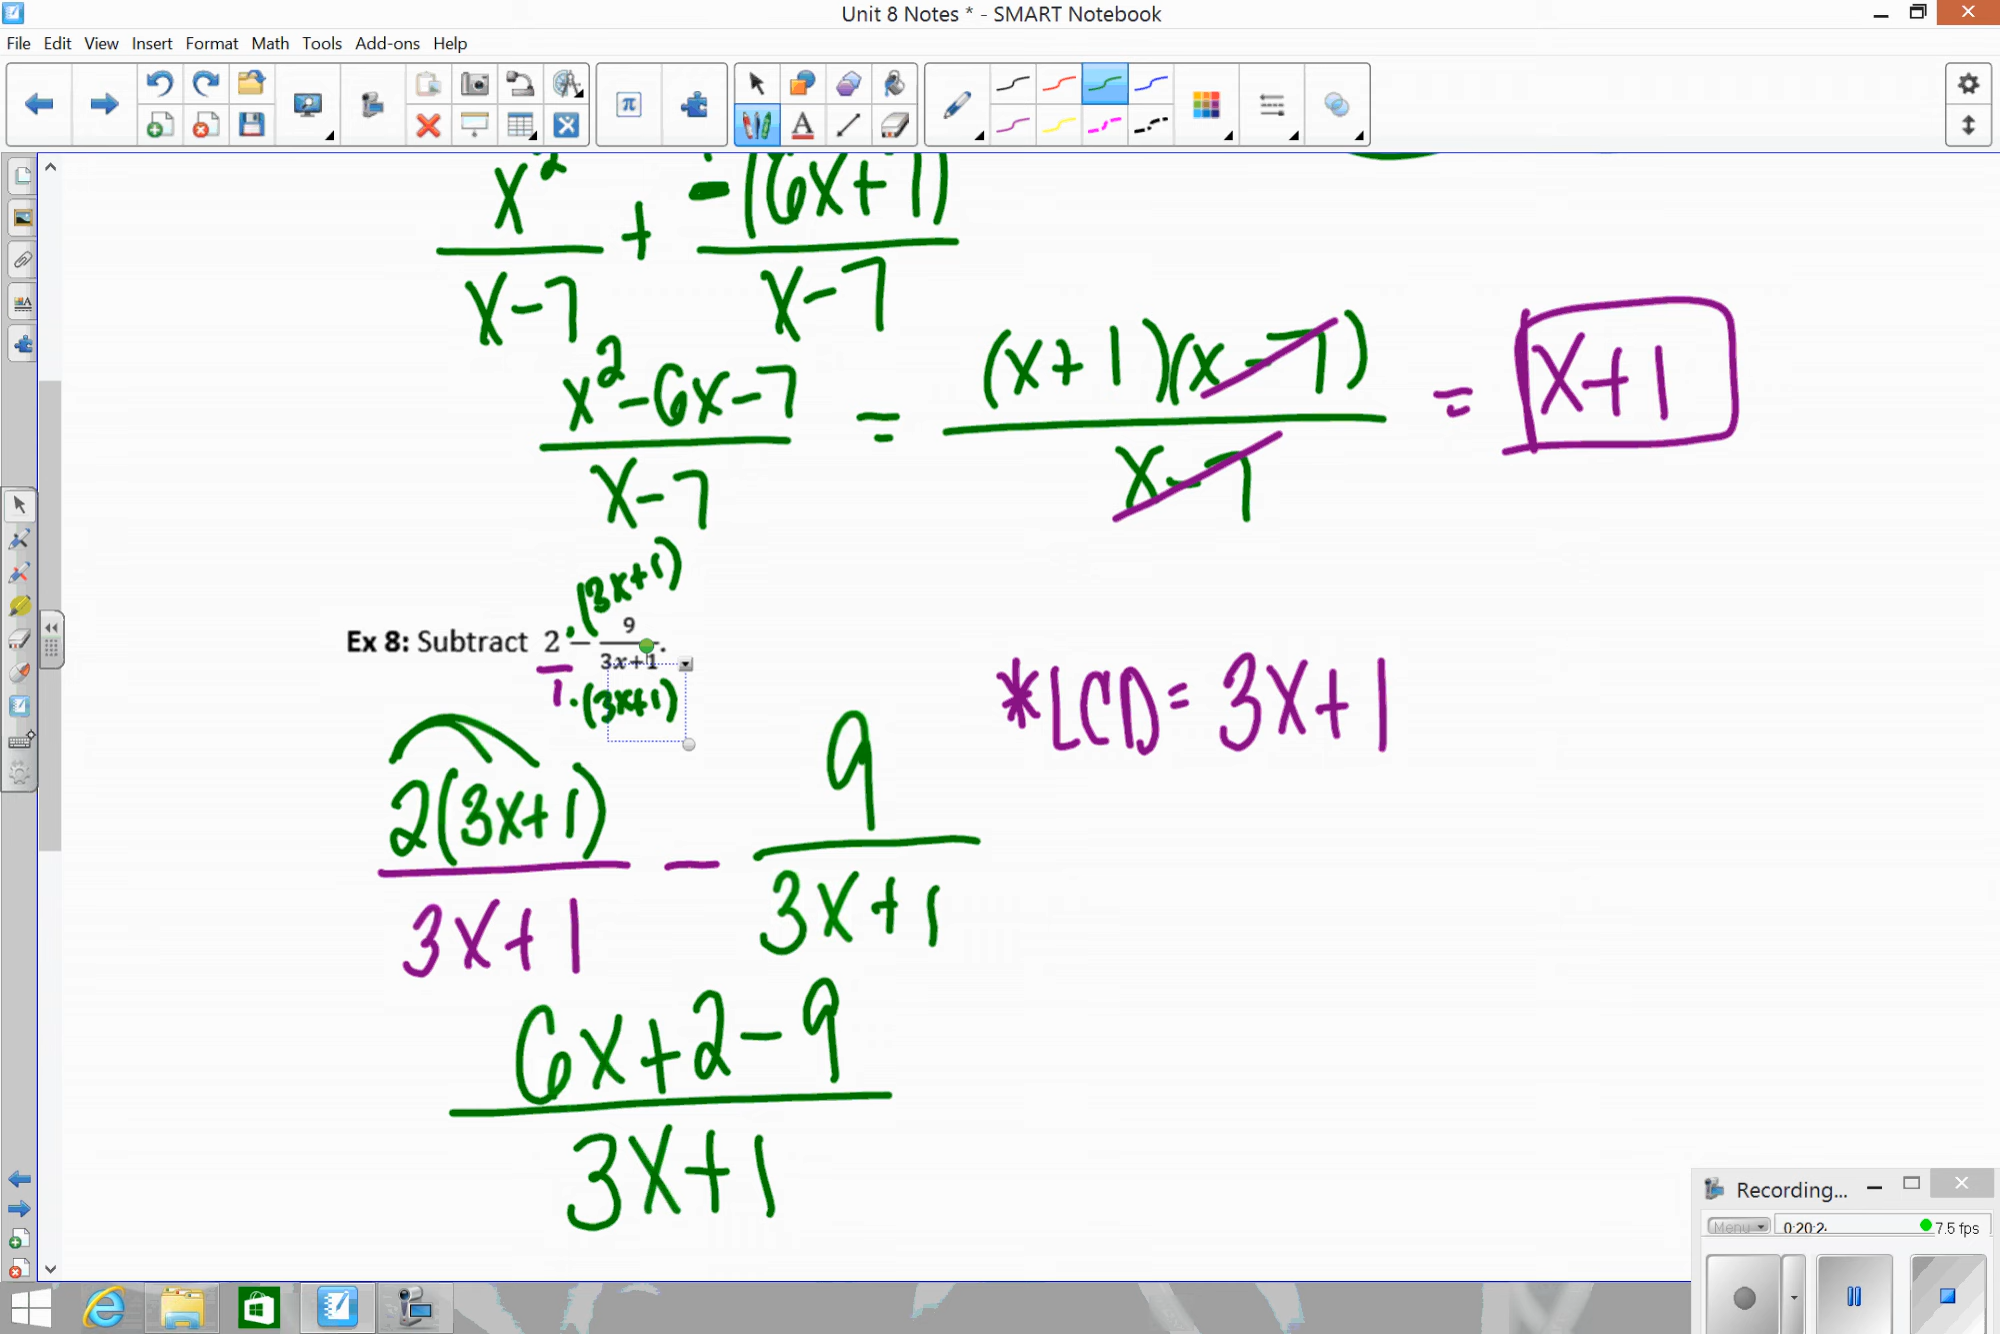 Unit 8 Notes * - SMART Notebook
File Edit View Insert Format Math Tools Add-ons Help
x² + -(6x+1)
x-7 x-7
x²-6x-7 = (x+1)(x-7) = x+1
x-7 x-7
·(3x+1)
Ex 8: Subtract 2 − 9/3x+1.
1·(3x+1)
*LCD = 3x+1
2(3x+1) − 9
3x+1 3x+1
6x+2-9
3x+1
Recording...
Menu 0:20:2 7.5 fps